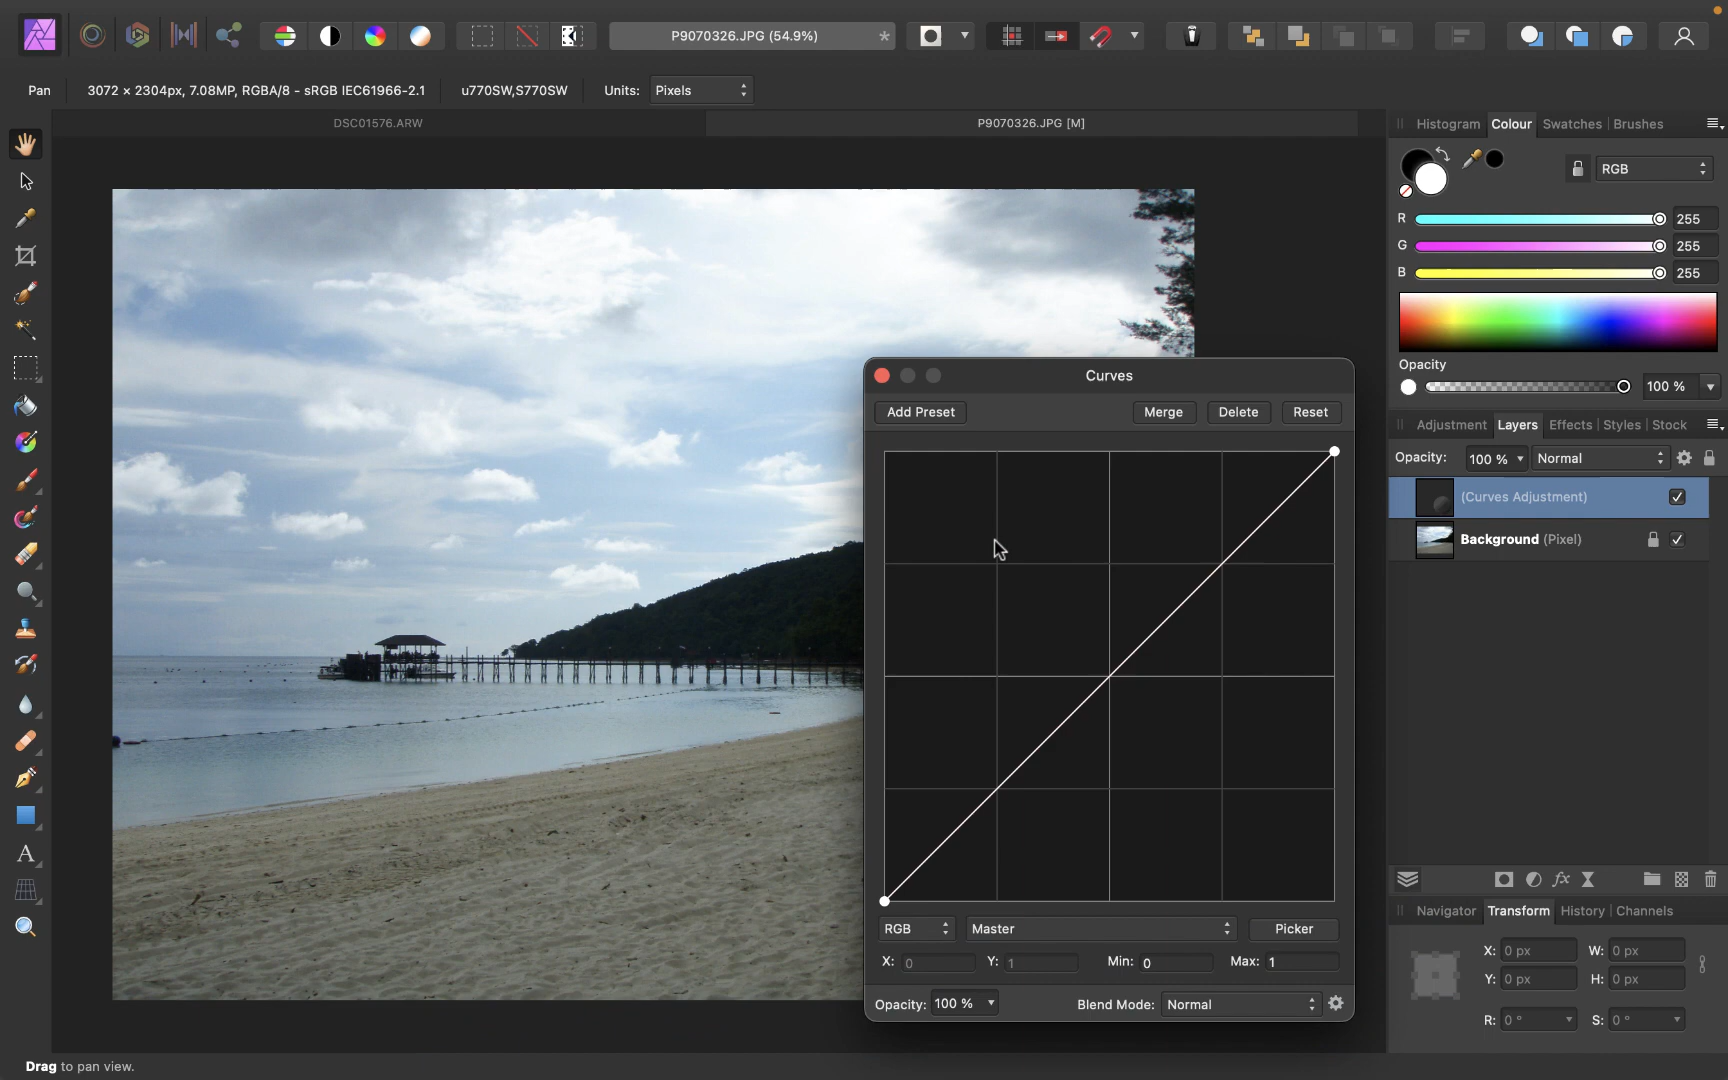 P9070326.JPG (54.9%)
*
Pan
3072 × 2304px, 7.08MP, RGBA/8 - sRGB IEC61966-2.1
u770SW,S770SW
Units:
Pixels
DSC01576.ARW
P9070326.JPG [M]
Histogram
Colour
Swatches
Brushes
RGB
R
255
G
255
B
255
Opacity
100 %
Adjustment
Layers
Effects
Styles
Stock
Opacity:
100 %
Normal
(Curves Adjustment)
Background (Pixel)
Curves
Add Preset
Merge
Delete
Reset
RGB
Master
Picker
X: 0
Y: 1
Min: 0
Max: 1
Opacity: 100 %
Blend Mode: Normal
A
fx
Navigator
Transform
History
Channels
X: 0 px
W: 0 px
Y: 0 px
H: 0 px
R: 0 °
S: 0 °
Drag to pan view.